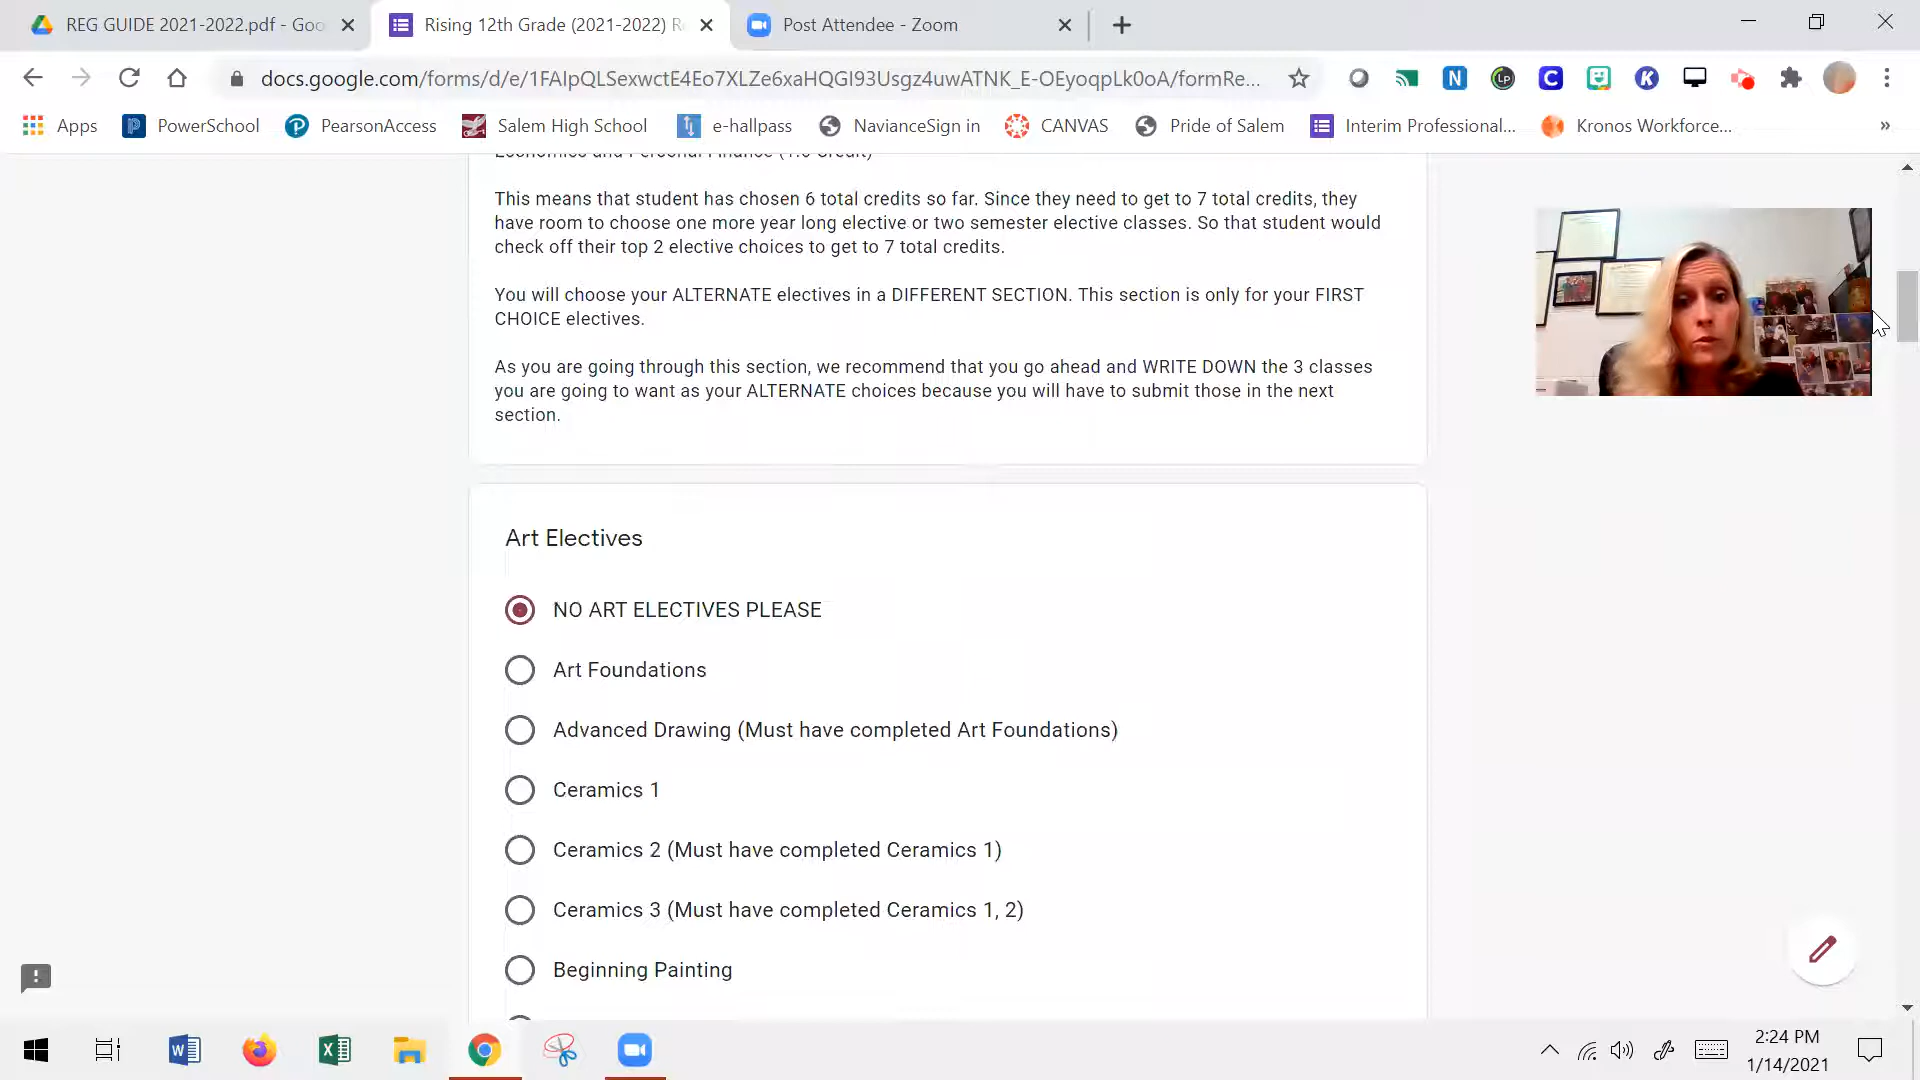 REG GUIDE 2021-2022.pdf - Goo
Rising 12th Grade (2021-2022) R
Post Attendee - Zoom
docs.google.com/forms/d/e/1FAIpQLSexwctE4Eo7XLZe6xaHQGI93Usgz4uwATNK_E-OEyoqpLk0oA/formRe...
Apps
PowerSchool
PearsonAccess
Salem High School
e-hallpass
NavianceSign in
CANVAS
Pride of Salem
Interim Professional...
Kronos Workforce...
»
Economics and Personal Finance (1.0 Credit)
This means that student has chosen 6 total credits so far. Since they need to get to 7 total credits, they
have room to choose one more year long elective or two semester elective classes. So that student would
check off their top 2 elective choices to get to 7 total credits.
You will choose your ALTERNATE electives in a DIFFERENT SECTION. This section is only for your FIRST
CHOICE electives.
As you are going through this section, we recommend that you go ahead and WRITE DOWN the 3 classes
you are going to want as your ALTERNATE choices because you will have to submit those in the next
section.
Art Electives
NO ART ELECTIVES PLEASE
Art Foundations
Advanced Drawing (Must have completed Art Foundations)
Ceramics 1
Ceramics 2 (Must have completed Ceramics 1)
Ceramics 3 (Must have completed Ceramics 1, 2)
Beginning Painting
2:24 PM
1/14/2021